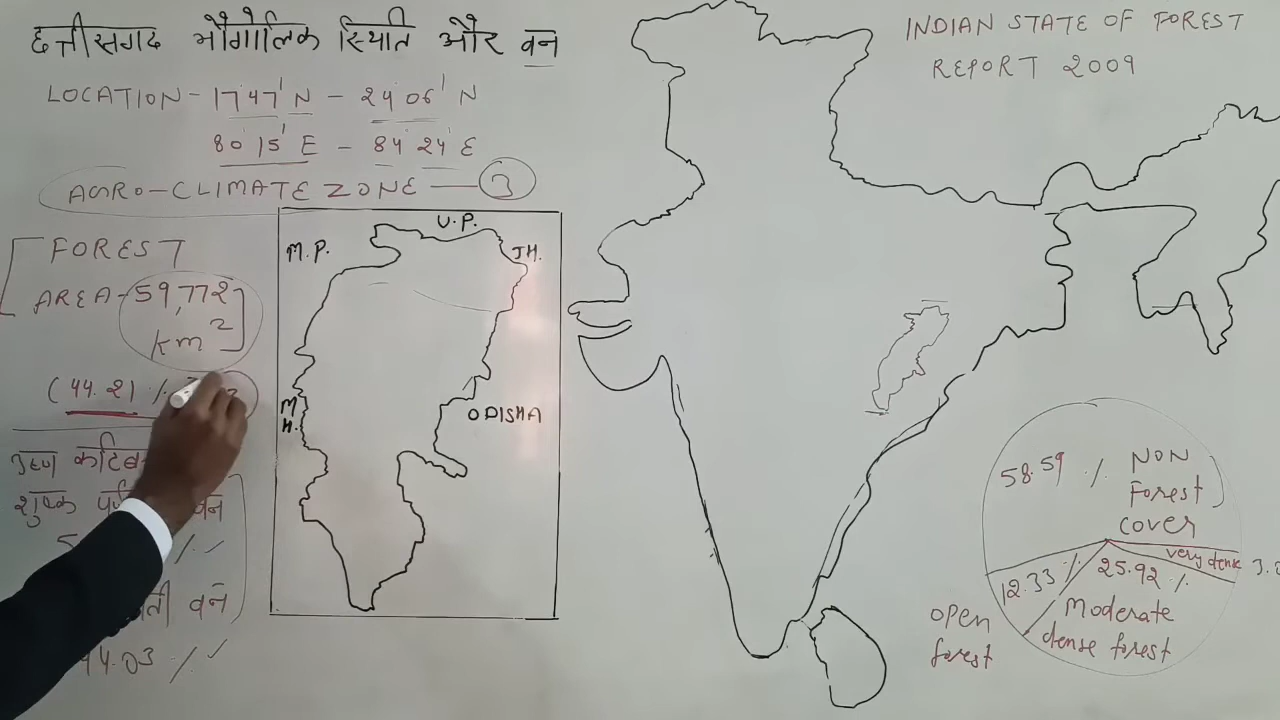 छत्तीसगढ भौगोलिक स्थिति और वन
LOCATION - 17°47' N - 24°06' N
80°15' E - 84°24' E
AGRO-CLIMATE ZONE — 3
FOREST
AREA - 59,772
km²
(44.21 %
उष्ण
शुष्क वन
%
वन
.03 %
M.P.
U.P.
JH.
M
H.
ODISHA
INDIAN STATE OF FOREST
REPORT 2009
58.59 % NON
Forest
cover
very dense 3.
12.33 % 25.92 %
open
forest
Moderate
dense forest